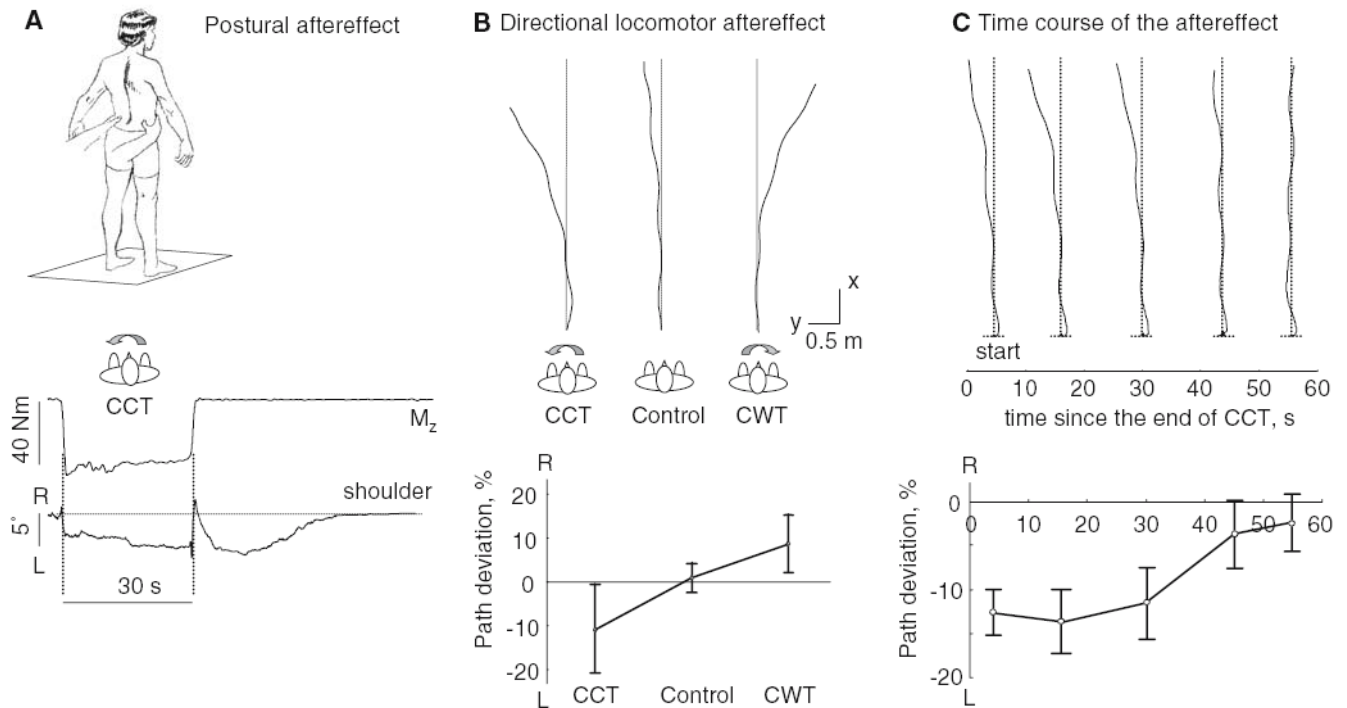 A Postural aftereffect
CCT
40 Nm
M_z
R
shoulder
5°
L
30 s
B Directional locomotor aftereffect
x
y
0.5 m
CCT Control CWT
R
Path deviation, %
20
10
0
-10
-20
L
CCT Control CWT
C Time course of the aftereffect
start
0 10 20 30 40 50 60
time since the end of CCT, s
R
Path deviation, %
0
0 10 20 30 40 50 60
-10
-20
L